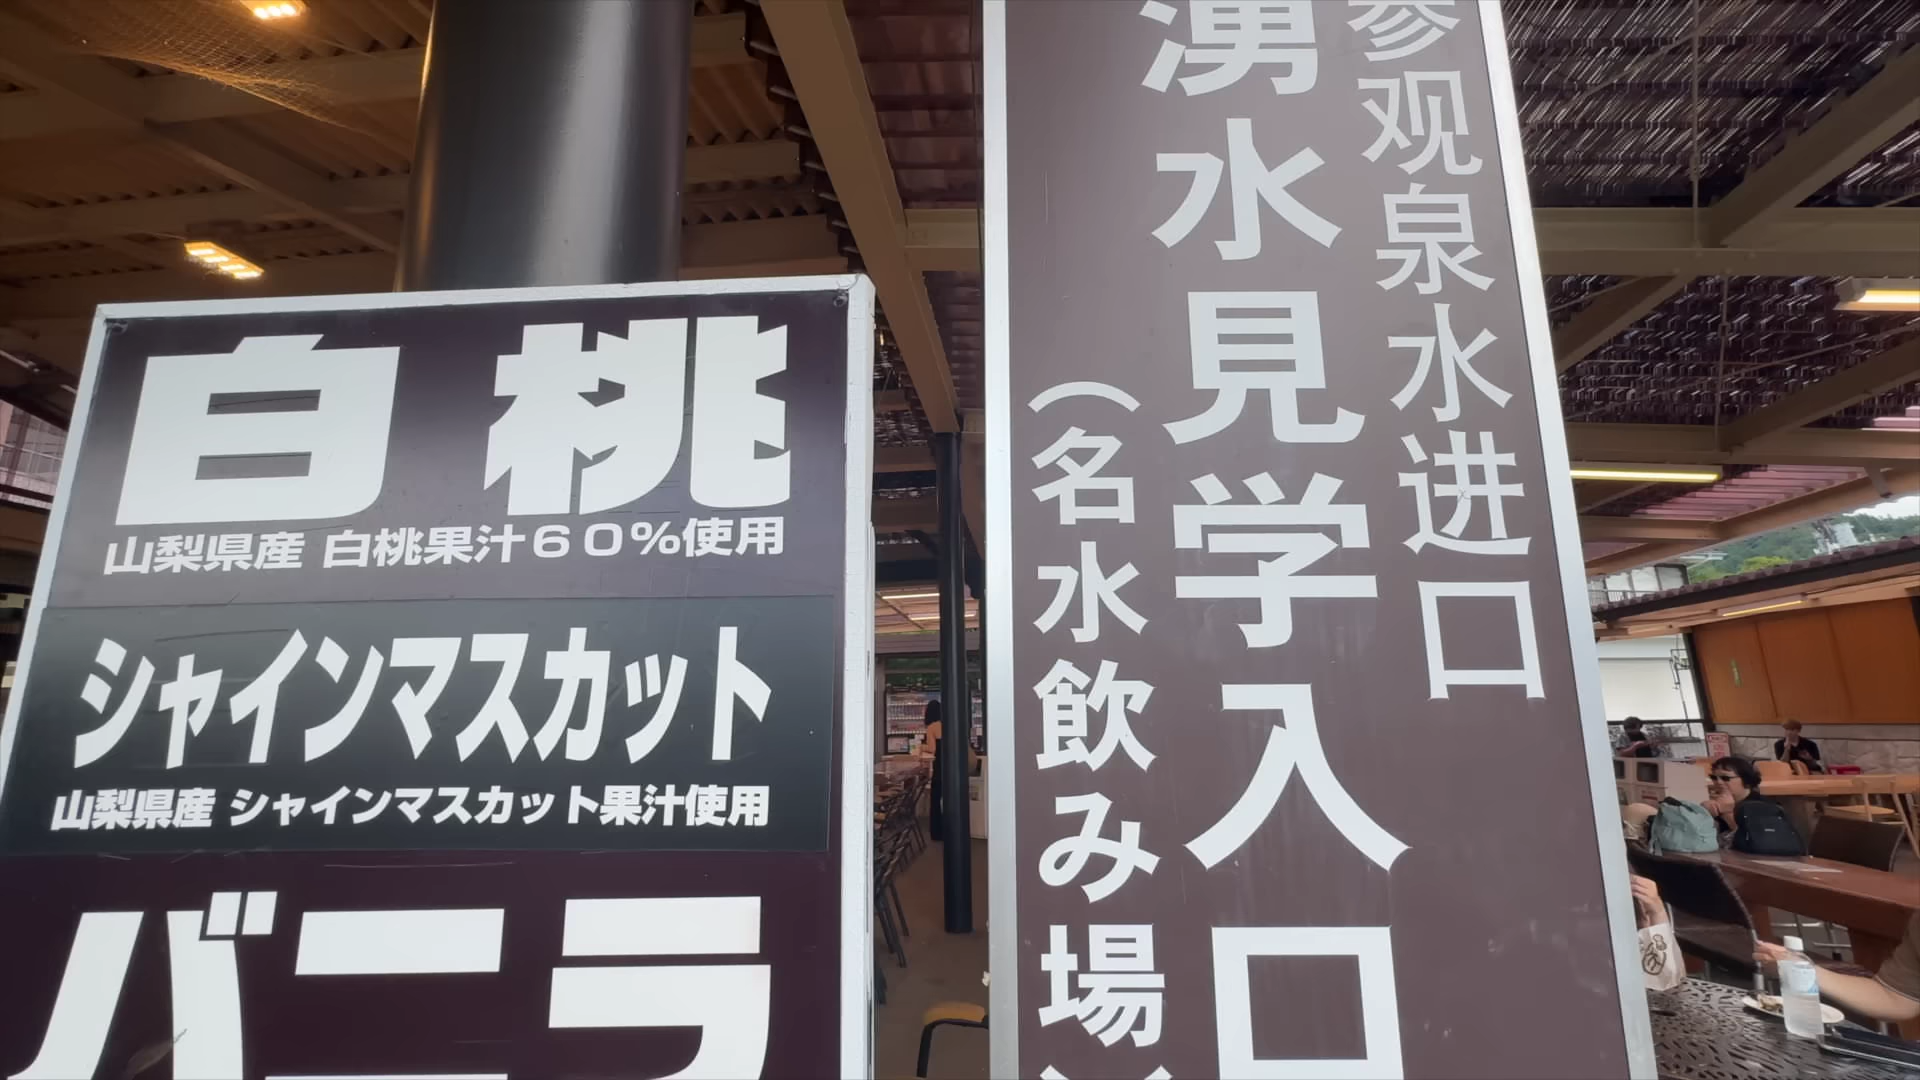 白桃
山梨県産 白桃果汁60%使用
シャインマスカット
山梨県産 シャインマスカット果汁使用
バニラ
参观泉水进口
湧水見学入口
（名水飲み場）